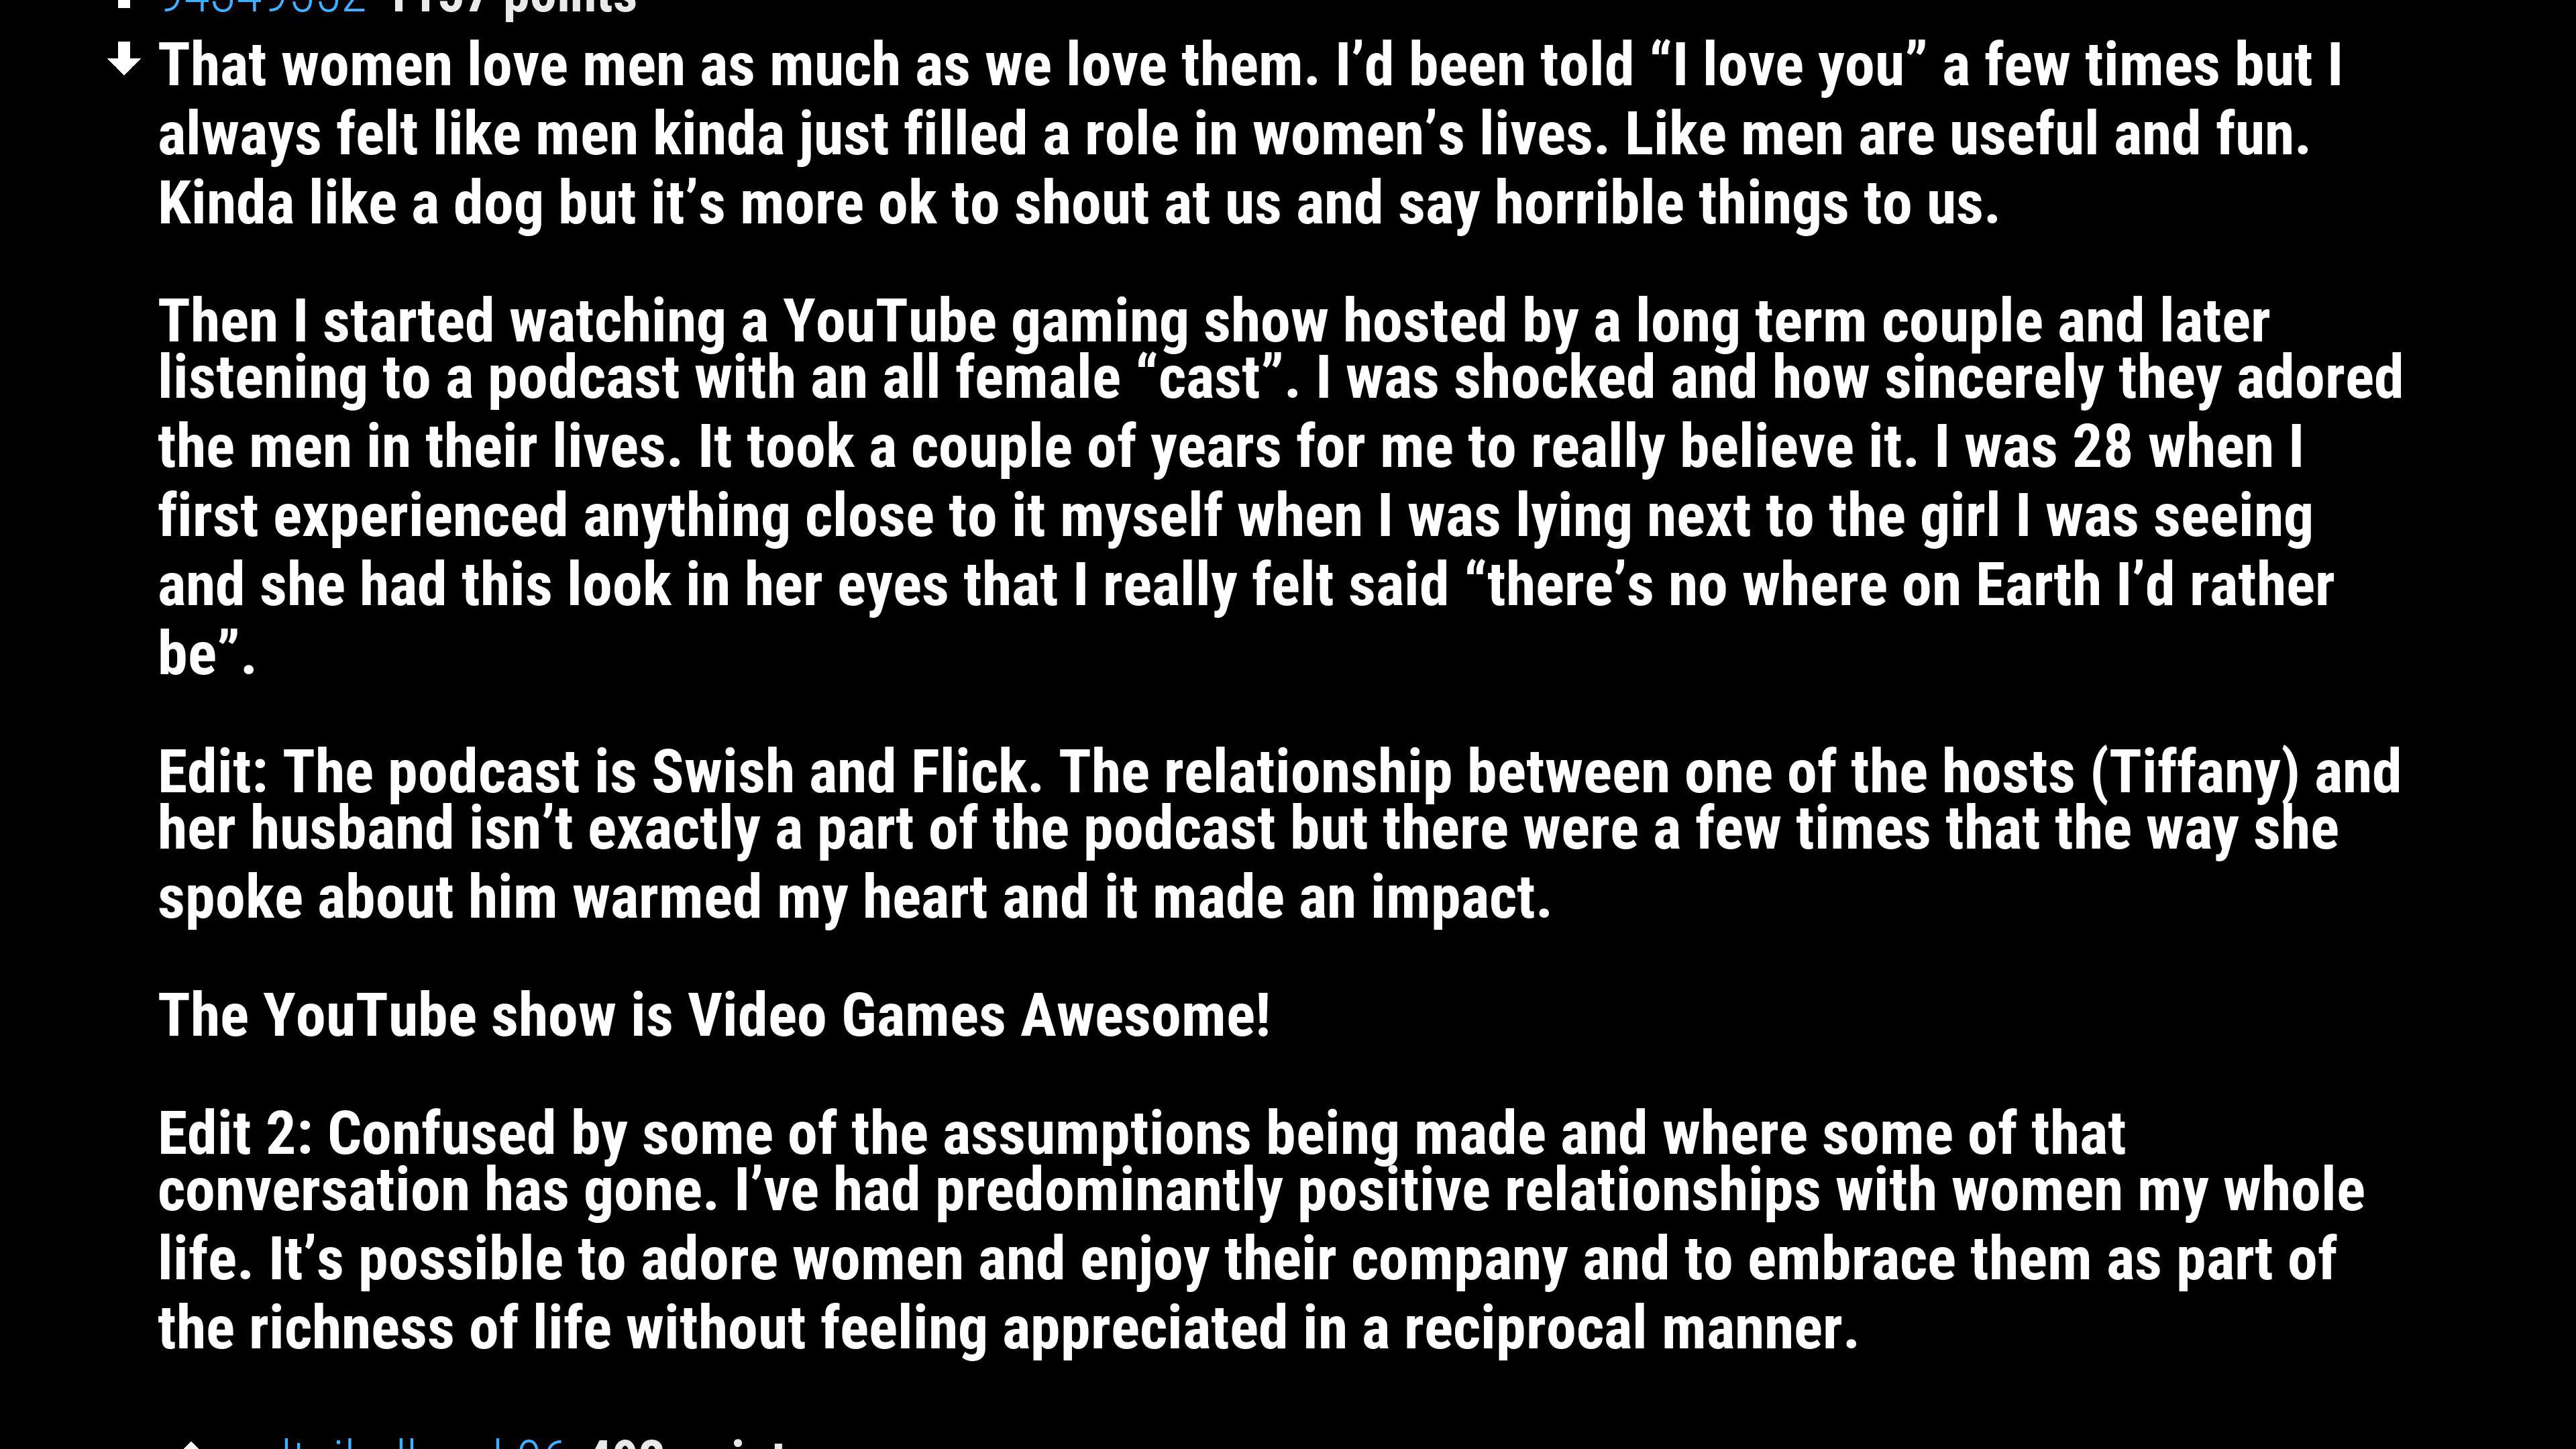 That women love men as much as we love them. I’d been told “I love you” a few times but I
always felt like men kinda just filled a role in women’s lives. Like men are useful and fun.
Kinda like a dog but it’s more ok to shout at us and say horrible things to us.
Then I started watching a YouTube gaming show hosted by a long term couple and later
listening to a podcast with an all female “cast”. I was shocked and how sincerely they adored
the men in their lives. It took a couple of years for me to really believe it. I was 28 when I
first experienced anything close to it myself when I was lying next to the girl I was seeing
and she had this look in her eyes that I really felt said “there’s no where on Earth I’d rather
be”.
Edit: The podcast is Swish and Flick. The relationship between one of the hosts (Tiffany) and
her husband isn’t exactly a part of the podcast but there were a few times that the way she
spoke about him warmed my heart and it made an impact.
The YouTube show is Video Games Awesome!
Edit 2: Confused by some of the assumptions being made and where some of that
conversation has gone. I’ve had predominantly positive relationships with women my whole
life. It’s possible to adore women and enjoy their company and to embrace them as part of
the richness of life without feeling appreciated in a reciprocal manner.